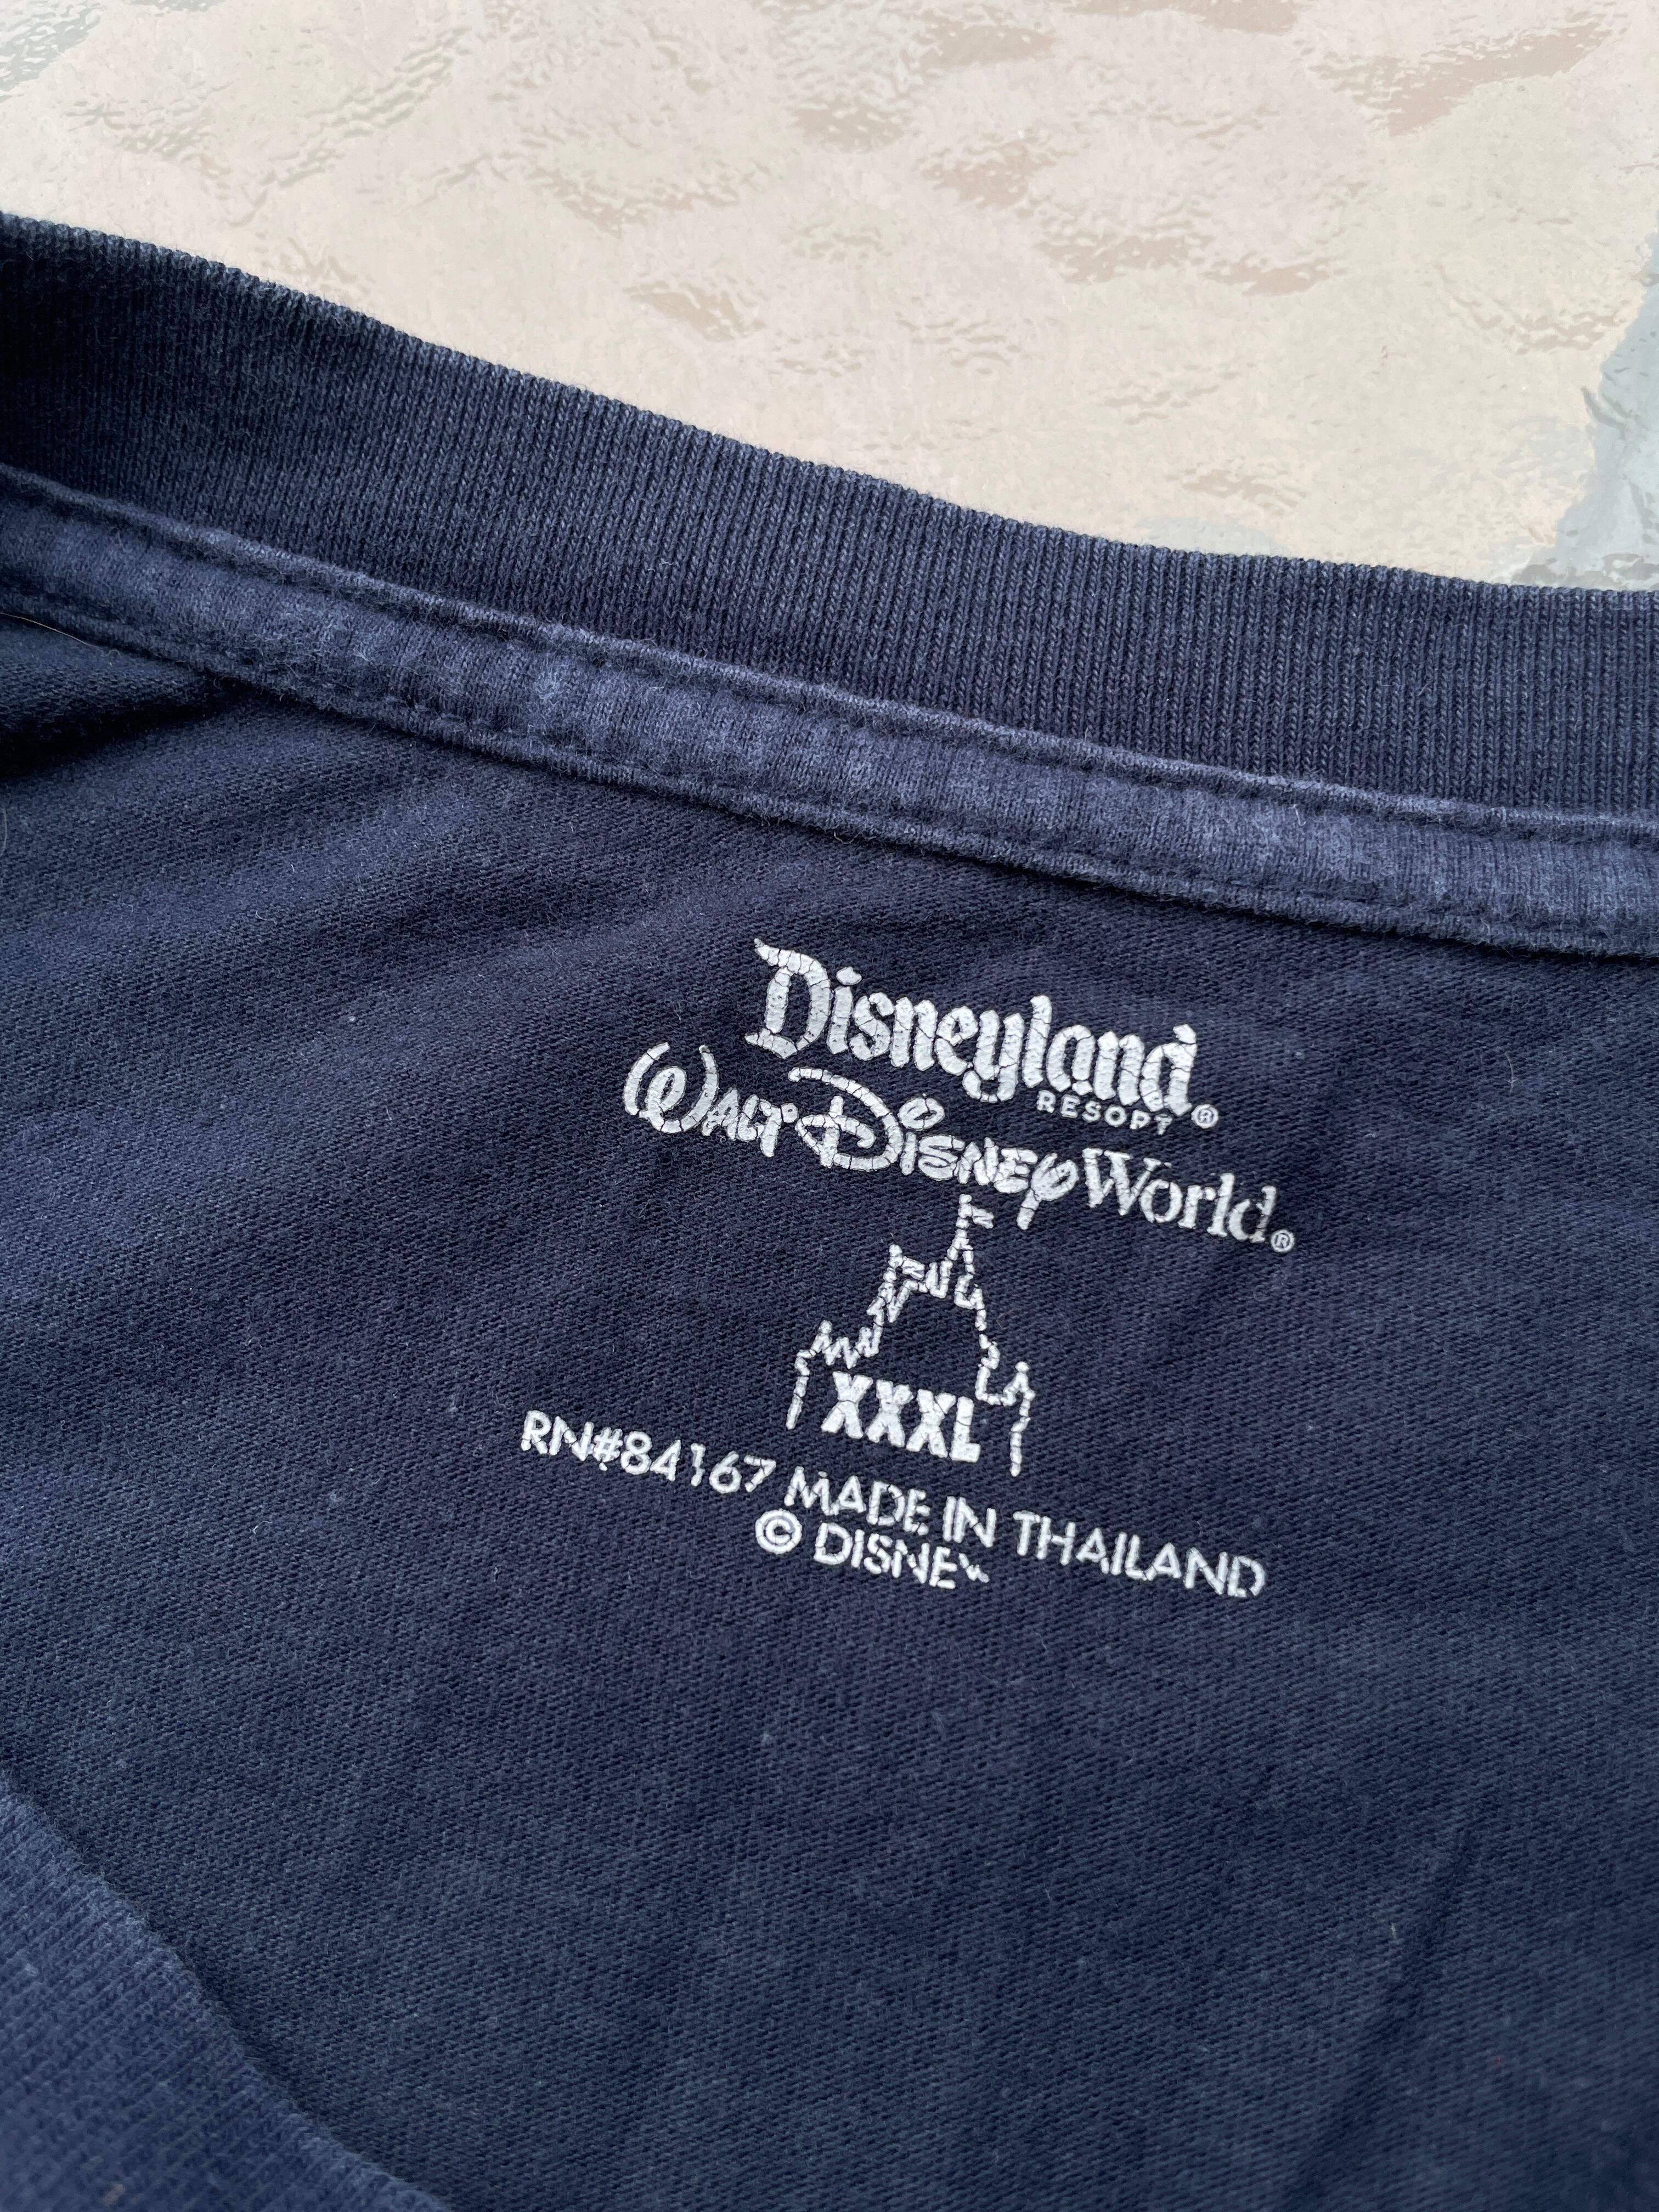 Disneyland®
RESORT
WALT DISNEY World®
XXXL
RN#84167 MADE IN THAILAND
© DISNEY